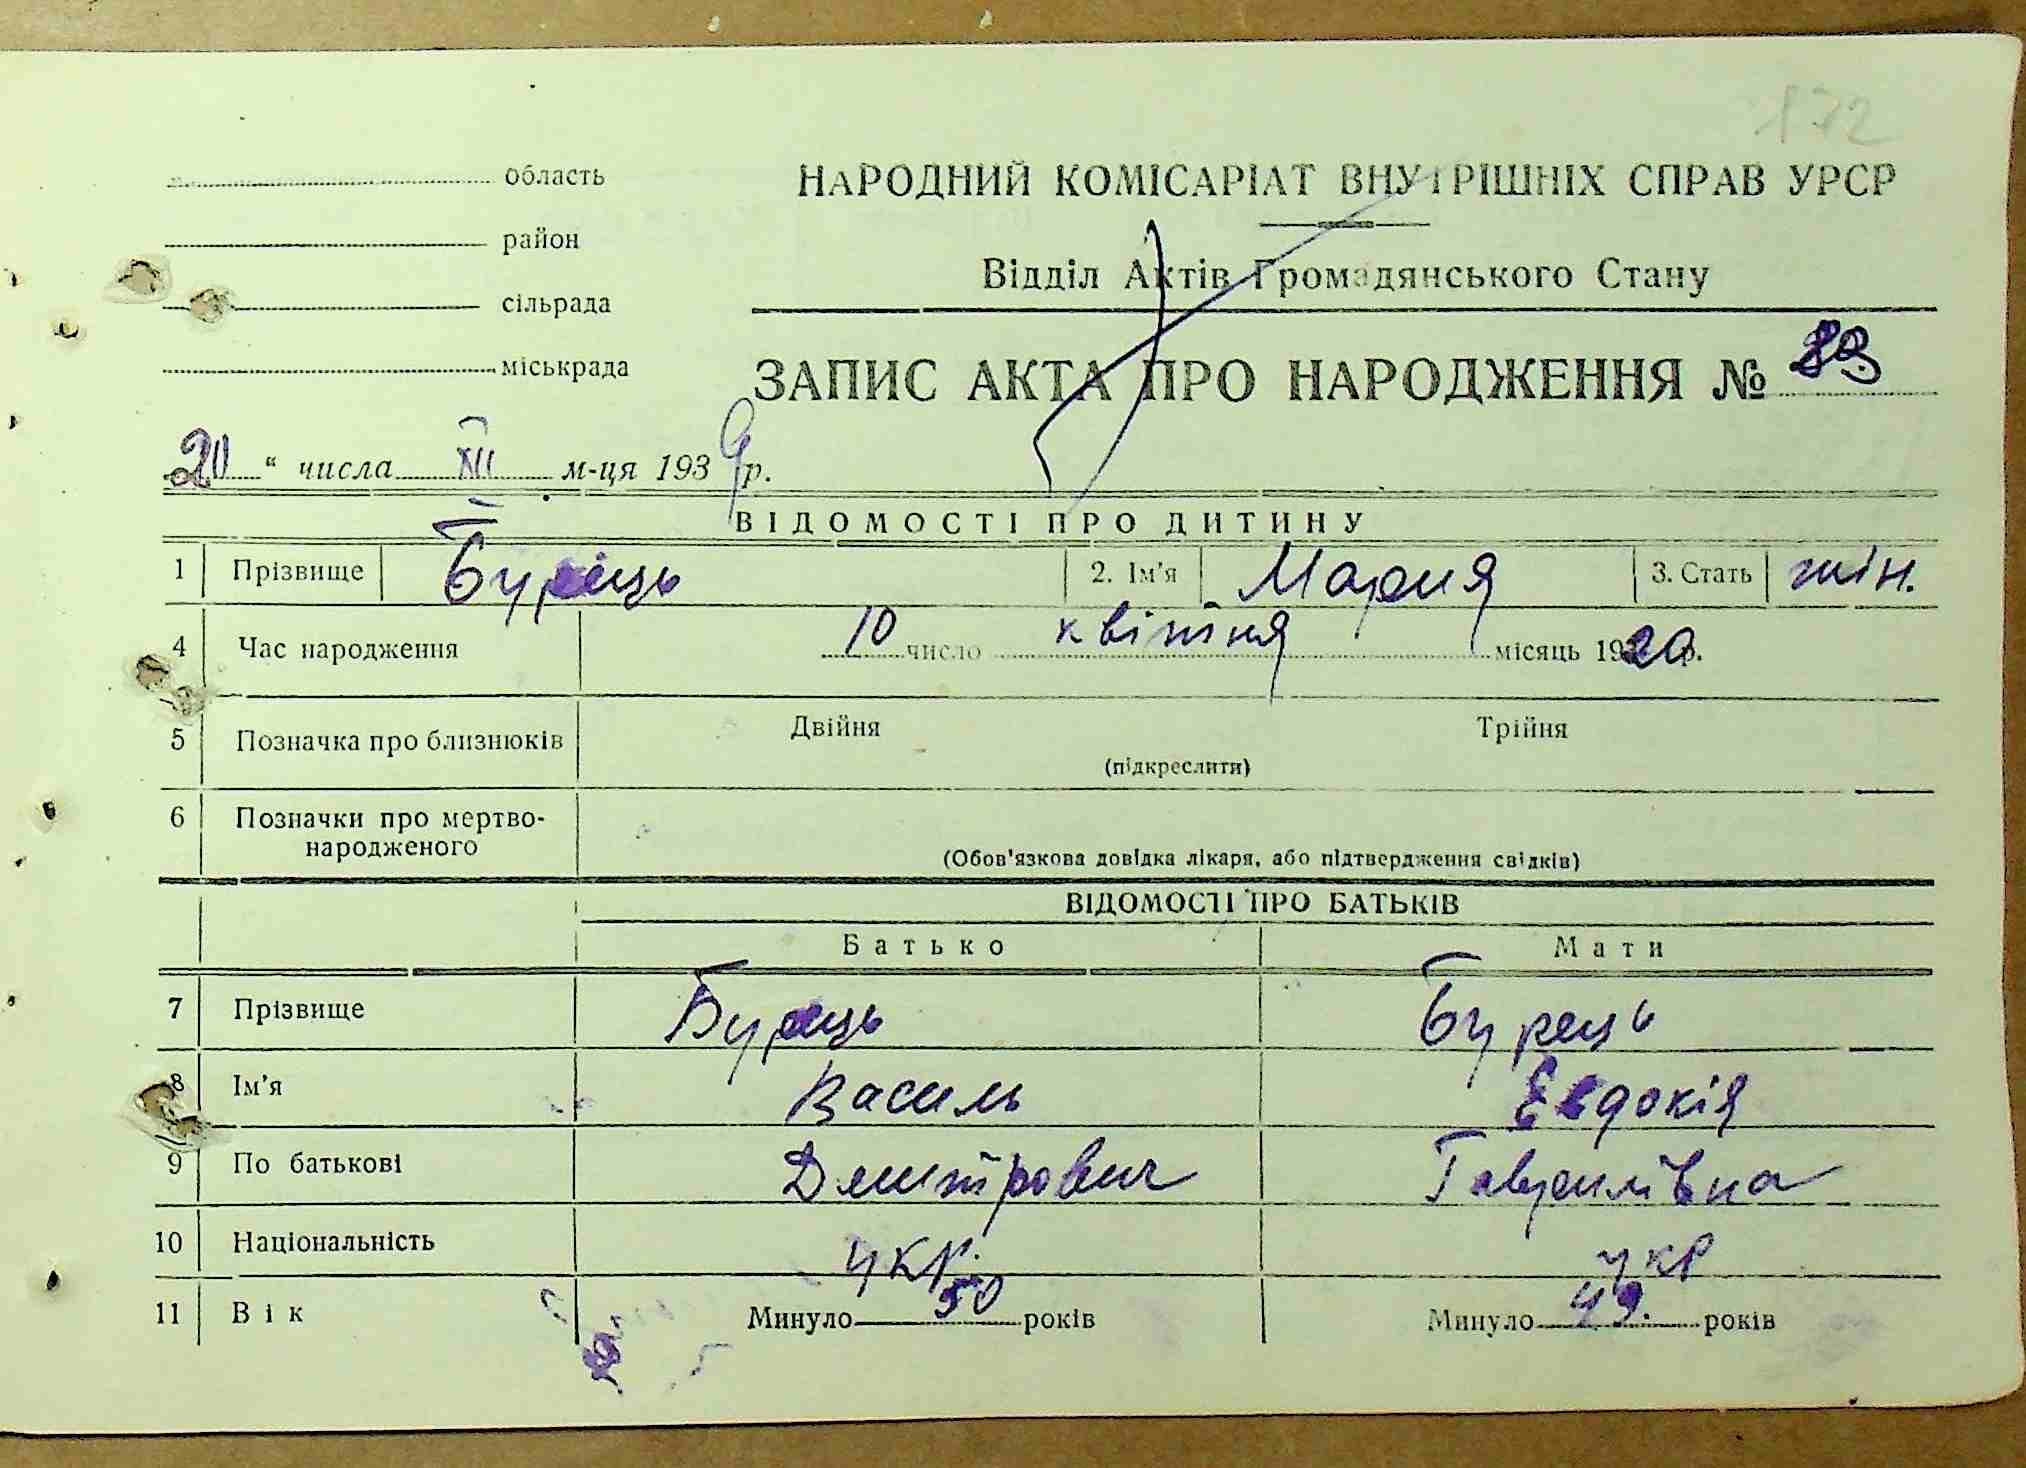 172
область
район
сільрада
міськрада
НАРОДНИЙ КОМІСАРІАТ ВНУТРІШНІХ СПРАВ УРСР
Відділ Актів Громадянського Стану
ЗАПИС АКТА ПРО НАРОДЖЕННЯ №
20 " числа XII м-ця 1939 р.
ВІДОМОСТІ ПРО ДИТИНУ
1 Прізвище Бурець 2. Ім'я Мария 3. Стать жін.
4 Час народження 10 число квітня місяць 1920 р.
5 Позначка про близнюків Двійня Трійня
(підкреслити)
6 Позначки про мертво-
народженого
(Обов'язкова довідка лікаря, або підтвердження свідків)
ВІДОМОСТІ ПРО БАТЬКІВ
Батько Мати
7 Прізвище Бурець Бурець
8 Ім'я Василь Евдокія
9 По батькові Дмитрович Гаврилівна
10 Національність укр. укр
11 Вік Минуло 50 років Минуло 49. років